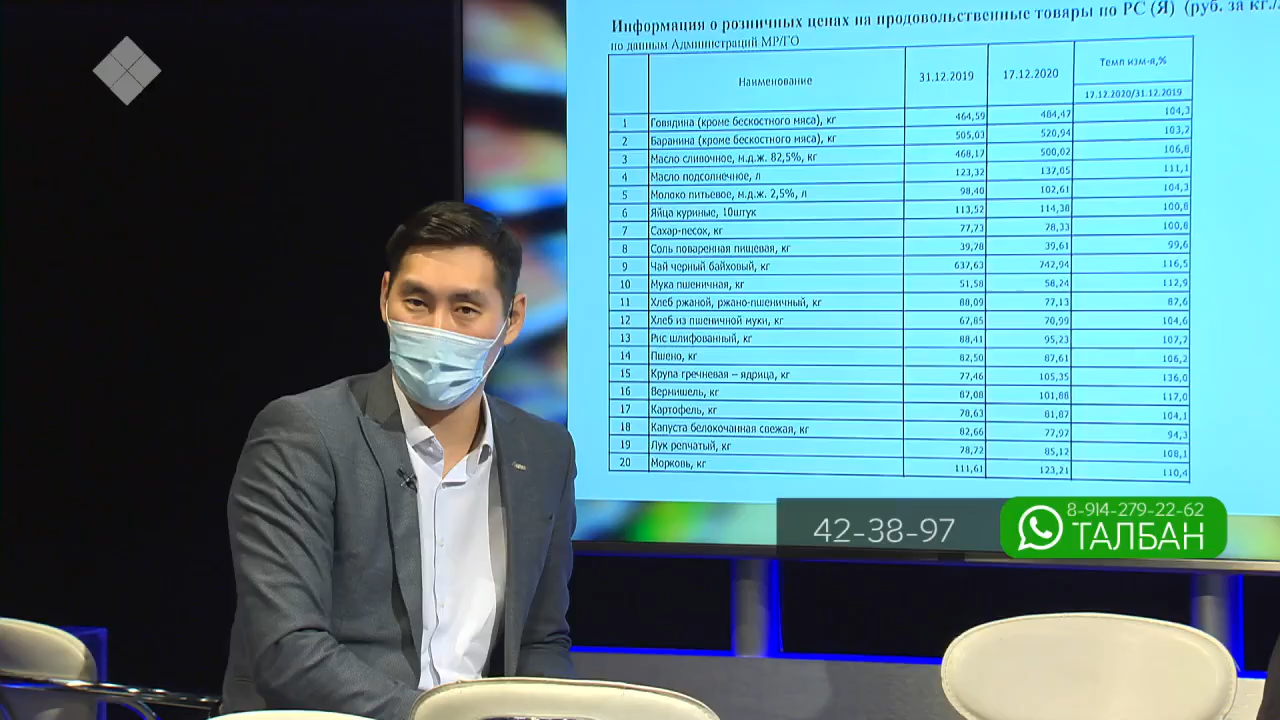 Информация о розничных ценах на продовольственные товары по РС (Я) (руб. за кг./
по данным Администраций МР/ГО
Наименование 31.12.2019 17.12.2020 Темп изм-я,%
17.12.2020/31.12.2019
1 Говядина (кроме бескостного мяса), кг 464,59 484,47 104,3
2 Баранина (кроме бескостного мяса), кг 505,03 520,94 103,2
3 Масло сливочное, м.д.ж. 82,5%, кг 468,17 500,02 106,8
4 Масло подсолнечное, л 123,32 137,05 111,1
5 Молоко питьевое, м.д.ж. 2,5%, л 98,40 102,61 104,3
6 Яйца куриные, 10штук 113,52 114,38 100,8
7 Сахар-песок, кг 77,73 78,33 100,8
8 Соль поваренная пищевая, кг 39,78 39,61 99,6
9 Чай черный байховый, кг 637,63 742,94 116,5
10 Мука пшеничная, кг 51,58 58,24 112,9
11 Хлеб ржаной, ржано-пшеничный, кг 88,09 77,13 87,6
12 Хлеб из пшеничной муки, кг 67,85 70,99 104,6
13 Рис шлифованный, кг 88,41 95,23 107,7
14 Пшено, кг 82,50 87,61 106,2
15 Крупа гречневая – ядрица, кг 77,46 105,35 136,0
16 Вермишель, кг 87,08 101,88 117,0
17 Картофель, кг 78,63 81,87 104,1
18 Капуста белокочанная свежая, кг 82,66 77,97 94,3
19 Лук репчатый, кг 78,72 85,12 108,1
20 Морковь, кг 111,61 123,21 110,4
42-38-97
8-914-279-22-62
ТАЛБАН